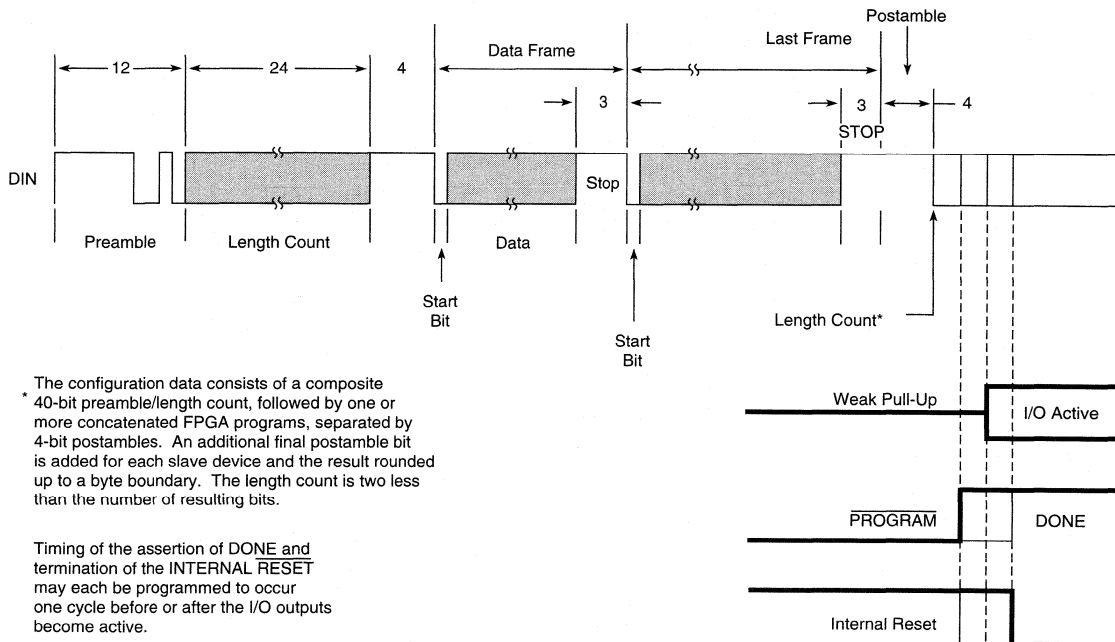 Postamble
Data Frame
Last Frame
12
24
4
3
3
4
STOP
DIN
Stop
Preamble
Length Count
Data
Start
Bit
Start
Bit
Length Count*
* The configuration data consists of a composite
40-bit preamble/length count, followed by one or
more concatenated FPGA programs, separated by
4-bit postambles. An additional final postamble bit
is added for each slave device and the result rounded
up to a byte boundary. The length count is two less
than the number of resulting bits.
Timing of the assertion of DONE and
termination of the INTERNAL RESET
may each be programmed to occur
one cycle before or after the I/O outputs
become active.
Weak Pull-Up
I/O Active
PROGRAM
DONE
Internal Reset